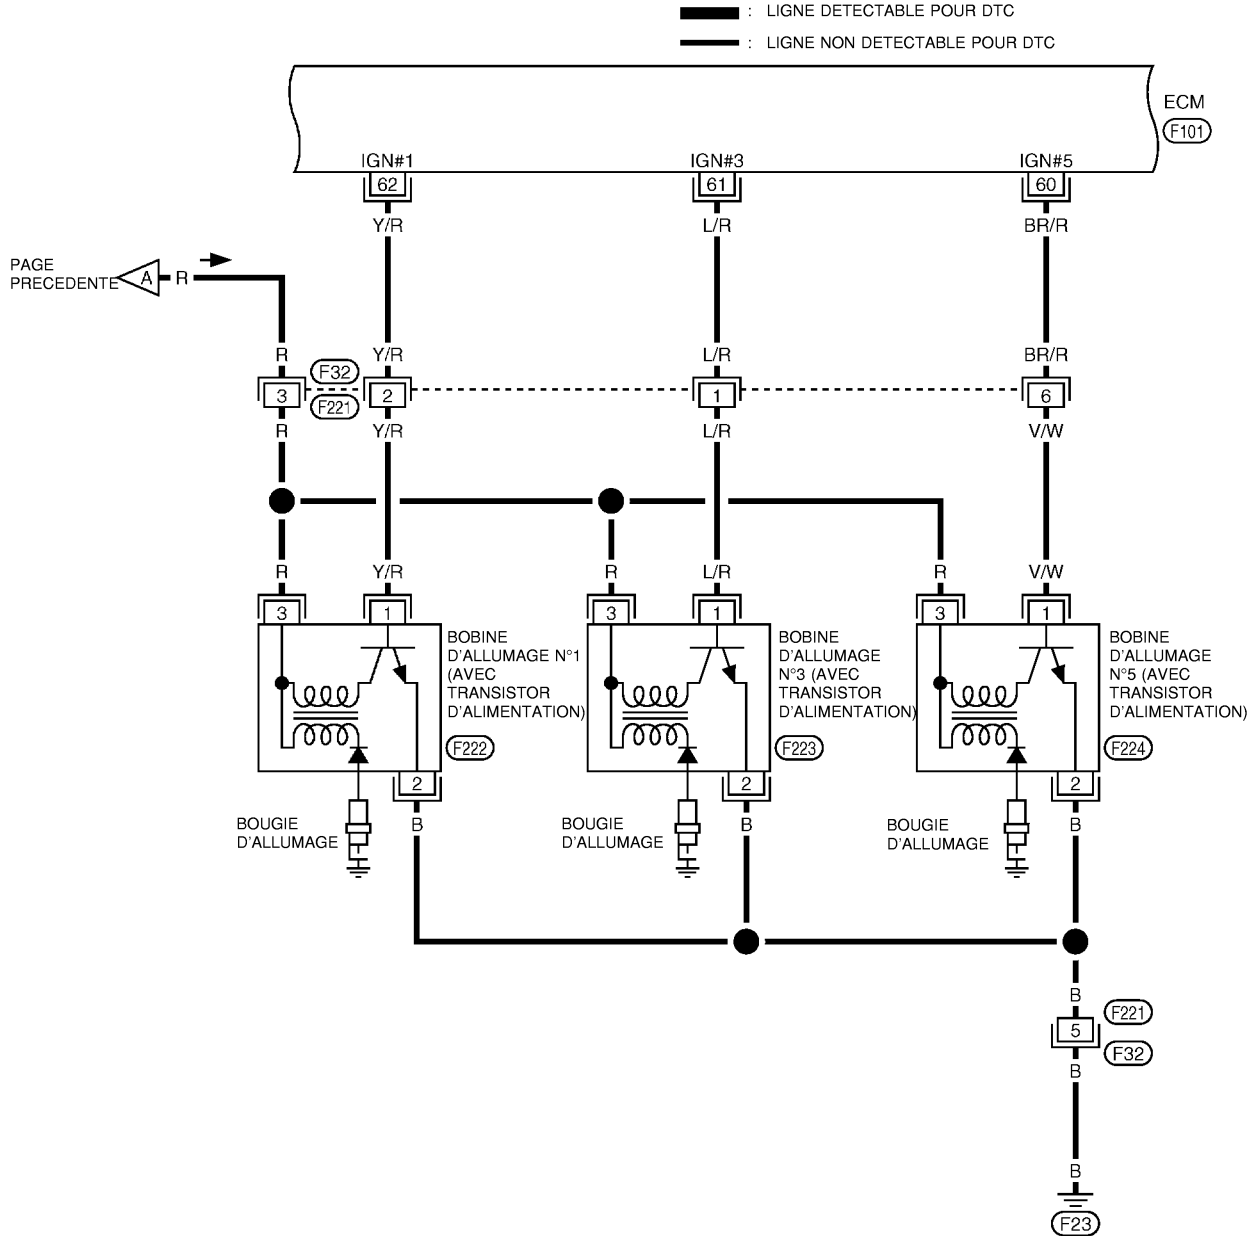 : LIGNE DETECTABLE POUR DTC
: LIGNE NON DETECTABLE POUR DTC
ECM
F101
IGN#1 IGN#3 IGN#5
62 61 60
Y/R L/R BR/R
PAGE
PRECEDENTE
A R
R Y/R L/R BR/R
F32
3 2 1 6
F221
R Y/R L/R V/W
R Y/R R L/R R V/W
3 1 3 1 3 1
BOBINE
D'ALLUMAGE N°1
(AVEC
TRANSISTOR
D'ALIMENTATION)
F222
BOBINE
D'ALLUMAGE
N°3 (AVEC
TRANSISTOR
D'ALIMENTATION)
F223
BOBINE
D'ALLUMAGE
N°5 (AVEC
TRANSISTOR
D'ALIMENTATION)
F224
2 2 2
B B B
BOUGIE
D'ALLUMAGE
BOUGIE
D'ALLUMAGE
BOUGIE
D'ALLUMAGE
B
F221
5
F32
B
B
F23